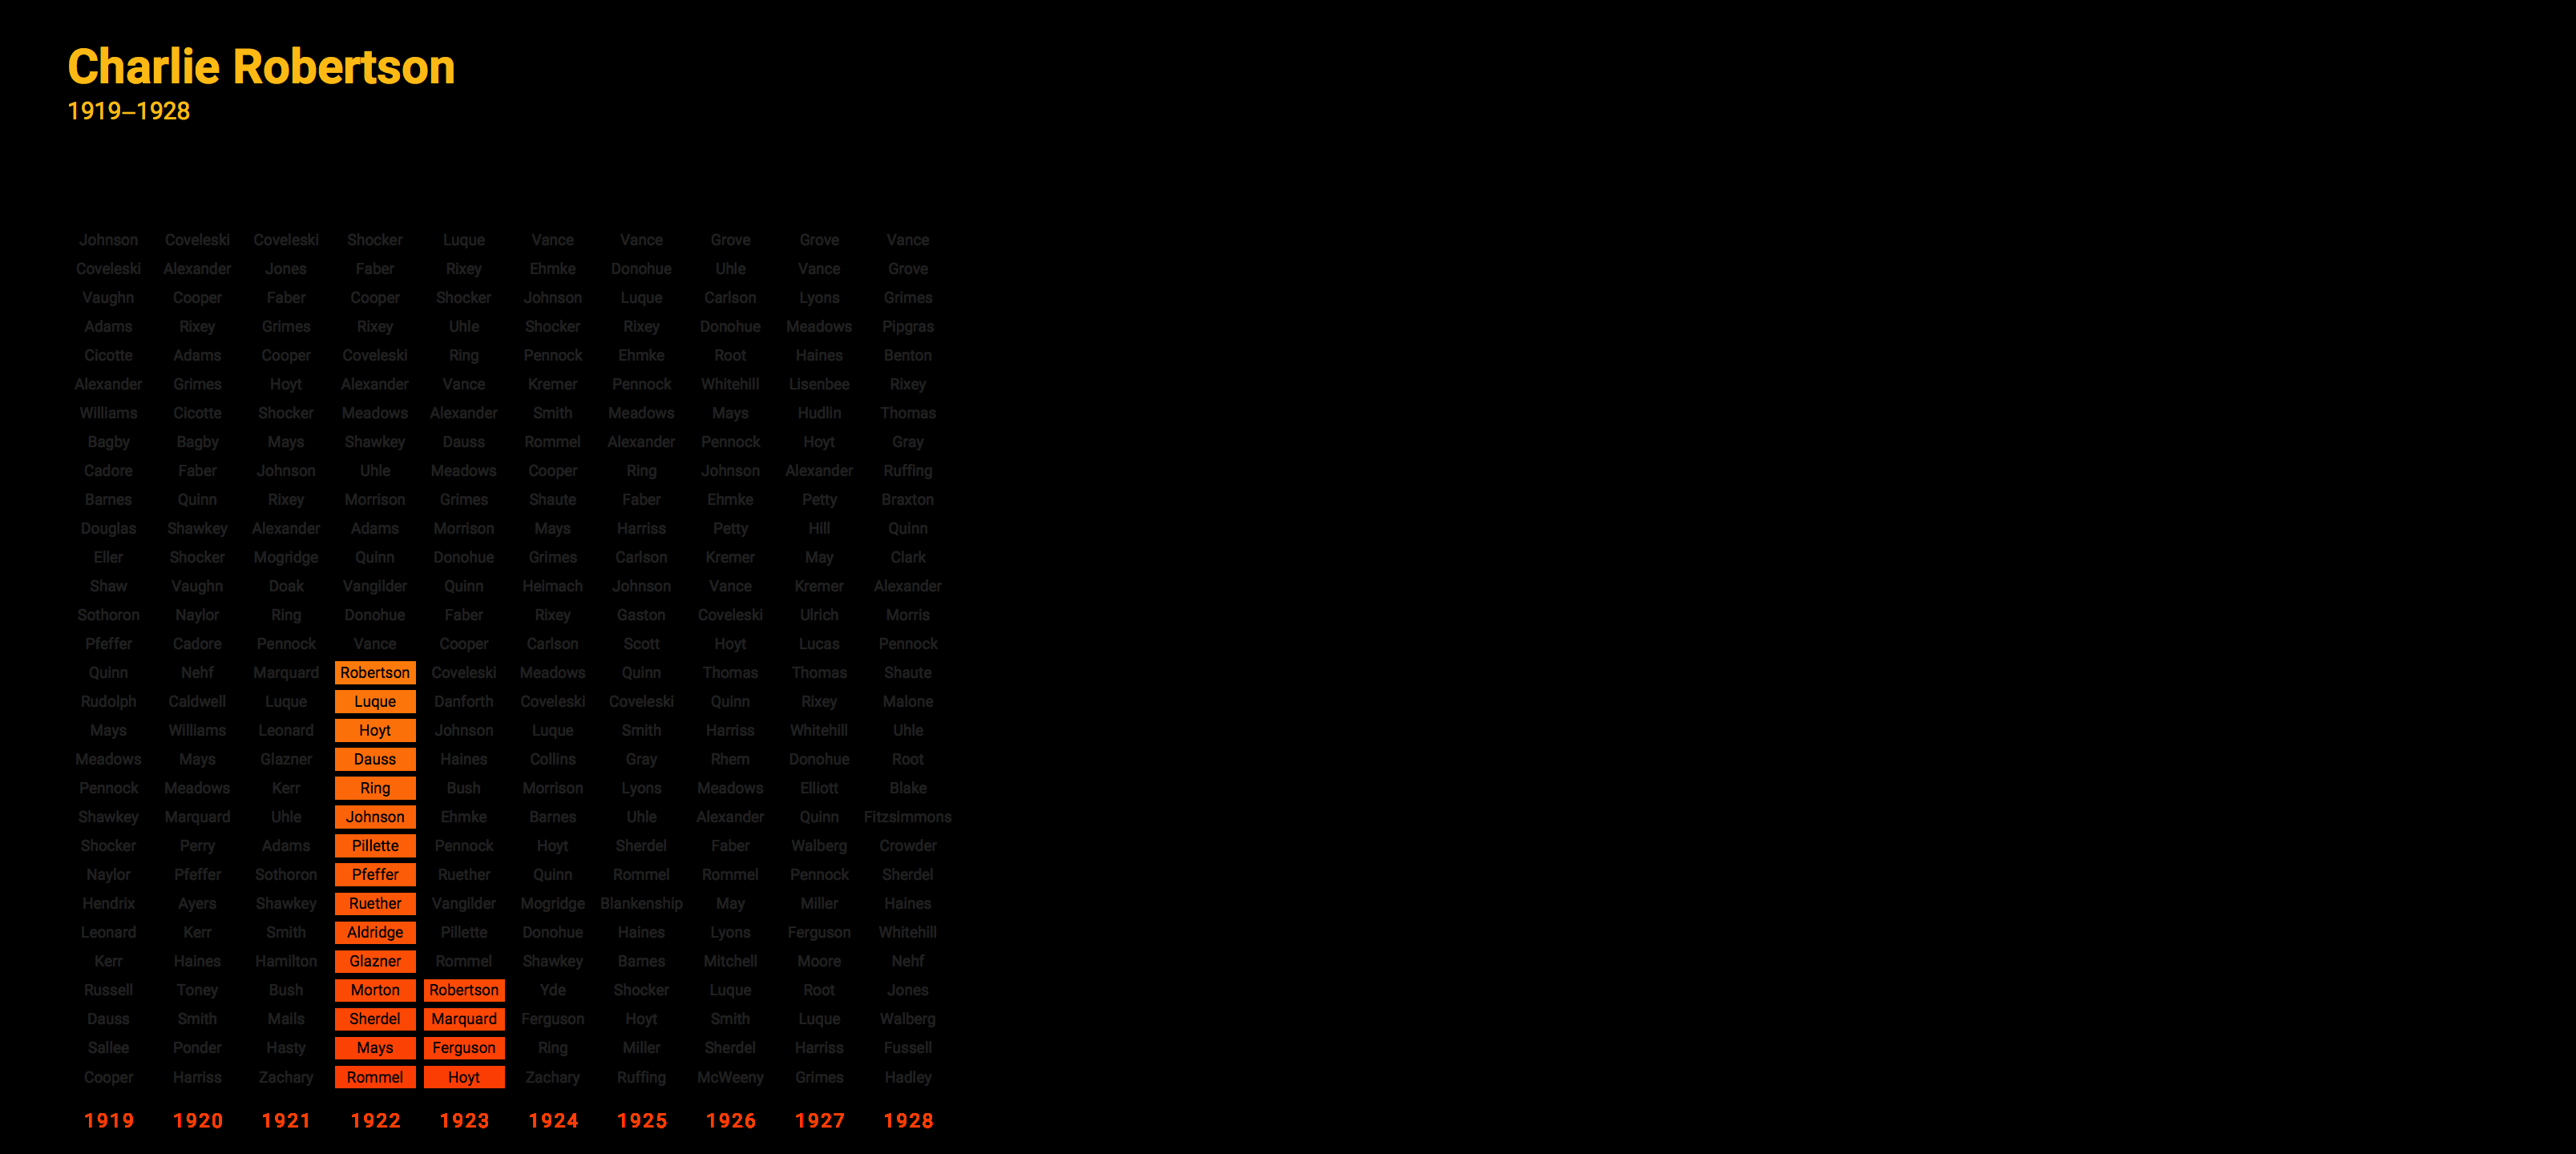 Charlie Robertson
1919–1928
Johnson Coveleski Coveleski Shocker Luque Vance Vance Grove Grove Vance
Coveleski Alexander Jones Faber Rixey Ehmke Donohue Uhle Vance Grove
Vaughn Cooper Faber Cooper Shocker Johnson Luque Carlson Lyons Grimes
Adams Rixey Grimes Rixey Uhle Shocker Rixey Donohue Meadows Pipgras
Cicotte Adams Cooper Coveleski Ring Pennock Ehmke Root Haines Benton
Alexander Grimes Hoyt Alexander Vance Kremer Pennock Whitehill Lisenbee Rixey
Williams Cicotte Shocker Meadows Alexander Smith Meadows Mays Hudlin Thomas
Bagby Bagby Mays Shawkey Dauss Rommel Alexander Pennock Hoyt Gray
Cadore Faber Johnson Uhle Meadows Cooper Ring Johnson Alexander Ruffing
Barnes Quinn Rixey Morrison Grimes Shaute Faber Ehmke Petty Braxton
Douglas Shawkey Alexander Adams Morrison Mays Harriss Petty Hill Quinn
Eller Shocker Mogridge Quinn Donohue Grimes Carlson Kremer May Clark
Shaw Vaughn Doak Vangilder Quinn Heimach Johnson Vance Kremer Alexander
Sothoron Naylor Ring Donohue Faber Rixey Gaston Coveleski Ulrich Morris
Pfeffer Cadore Pennock Vance Cooper Carlson Scott Hoyt Lucas Pennock
Quinn Nehf Marquard Robertson Coveleski Meadows Quinn Thomas Thomas Shaute
Rudolph Caldwell Luque Luque Danforth Coveleski Coveleski Quinn Rixey Malone
Mays Williams Leonard Hoyt Johnson Luque Smith Harriss Whitehill Uhle
Meadows Mays Glazner Dauss Haines Collins Gray Rhem Donohue Root
Pennock Meadows Kerr Ring Bush Morrison Lyons Meadows Elliott Blake
Shawkey Marquard Uhle Johnson Ehmke Barnes Uhle Alexander Quinn Fitzsimmons
Shocker Perry Adams Pillette Pennock Hoyt Sherdel Faber Walberg Crowder
Naylor Pfeffer Sothoron Pfeffer Ruether Quinn Rommel Rommel Pennock Sherdel
Hendrix Ayers Shawkey Ruether Vangilder Mogridge Blankenship May Miller Haines
Leonard Kerr Smith Aldridge Pillette Donohue Haines Lyons Ferguson Whitehill
Kerr Haines Hamilton Glazner Rommel Shawkey Barnes Mitchell Moore Nehf
Russell Toney Bush Morton Robertson Yde Shocker Luque Root Jones
Dauss Smith Mails Sherdel Marquard Ferguson Hoyt Smith Luque Walberg
Sallee Ponder Hasty Mays Ferguson Ring Miller Sherdel Harriss Fussell
Cooper Harriss Zachary Rommel Hoyt Zachary Ruffing McWeeny Grimes Hadley
1919 1920 1921 1922 1923 1924 1925 1926 1927 1928